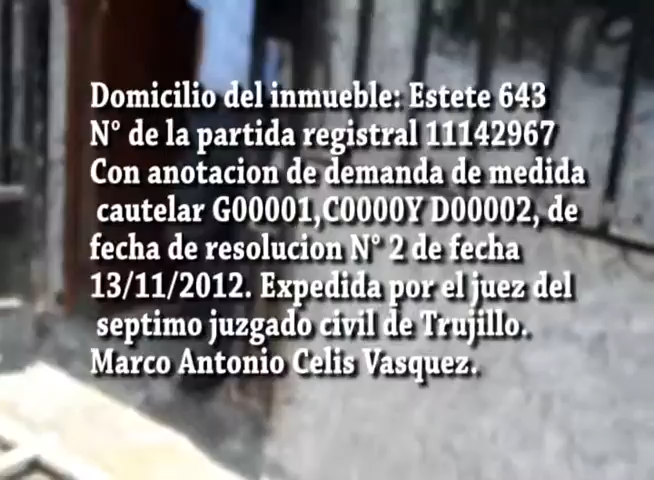 Domicilio del inmueble: Estete 643
N° de la partida registral 11142967
Con anotacion de demanda de medida
cautelar G00001,C0000Y D00002, de
fecha de resolucion N° 2 de fecha
13/11/2012. Expedida por el juez del
septimo juzgado civil de Trujillo.
Marco Antonio Celis Vasquez.